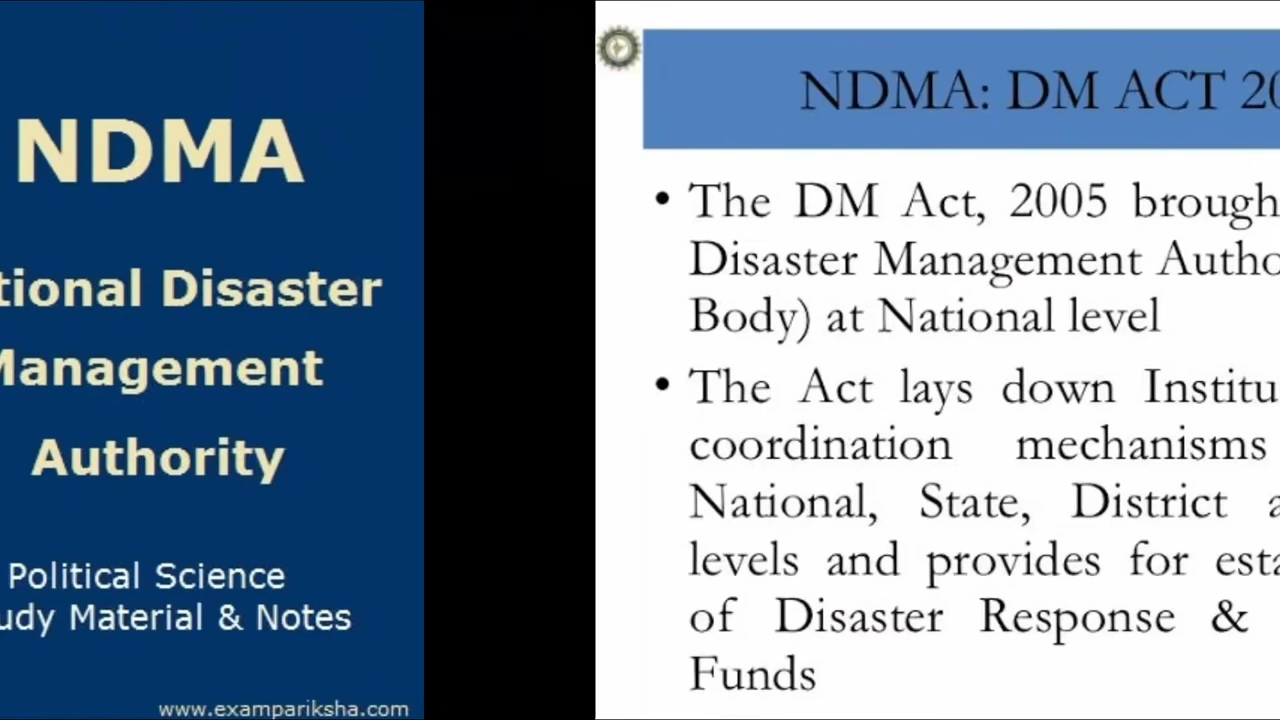 NDMA
tional Disaster
Management
Authority
Political Science
udy Material & Notes
www.exampariksha.com
NDMA: DM ACT 20
• The DM Act, 2005 brough
Disaster Management Autho
Body) at National level
• The Act lays down Institu
coordination mechanisms
National, State, District a
levels and provides for esta
of Disaster Response &
Funds